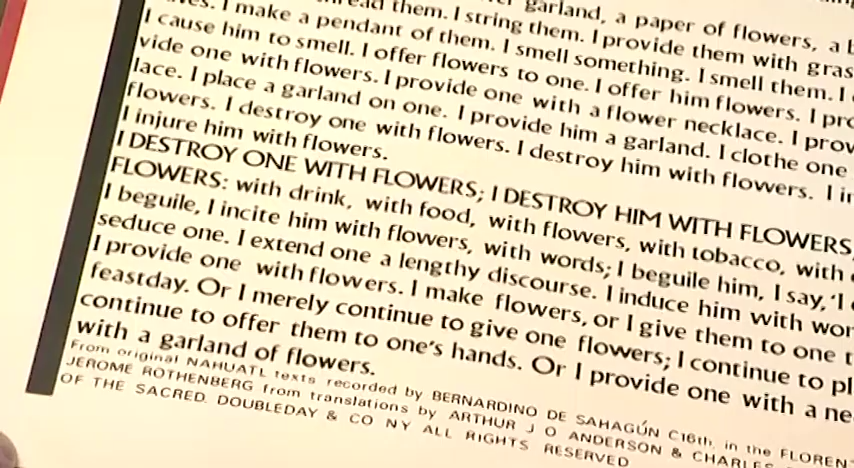 I make a pendant of them. I smell something. I smell them. I
read them. I string them. I provide them with gras
garland, a paper of flowers, a b
I cause him to smell. I offer flowers to one. I offer him flowers. I pro
vide one with flowers. I provide one with a flower necklace. I prov
lace. I place a garland on one. I provide him a garland. I clothe one
flowers. I destroy one with flowers. I destroy him with flowers. I in
I injure him with flowers.
I DESTROY ONE WITH FLOWERS; I DESTROY HIM WITH FLOWERS,
FLOWERS: with drink, with food, with flowers, with tobacco, with
I beguile, I incite him with flowers, with words; I beguile him, I say, 'I
seduce one. I extend one a lengthy discourse. I induce him with wor
I provide one with flowers. I make flowers, or I give them to one t
feastday. Or I merely continue to give one flowers; I continue to pl
continue to offer them to one's hands. Or I provide one with a ne
with a garland of flowers.
From original NAHUATL texts recorded by BERNARDINO DE SAHAGÚN C16th, in the FLOREN
JEROME ROTHENBERG from translations by ARTHUR J O ANDERSON & CHARLES
OF THE SACRED. DOUBLEDAY & CO NY ALL RIGHTS RESERVED